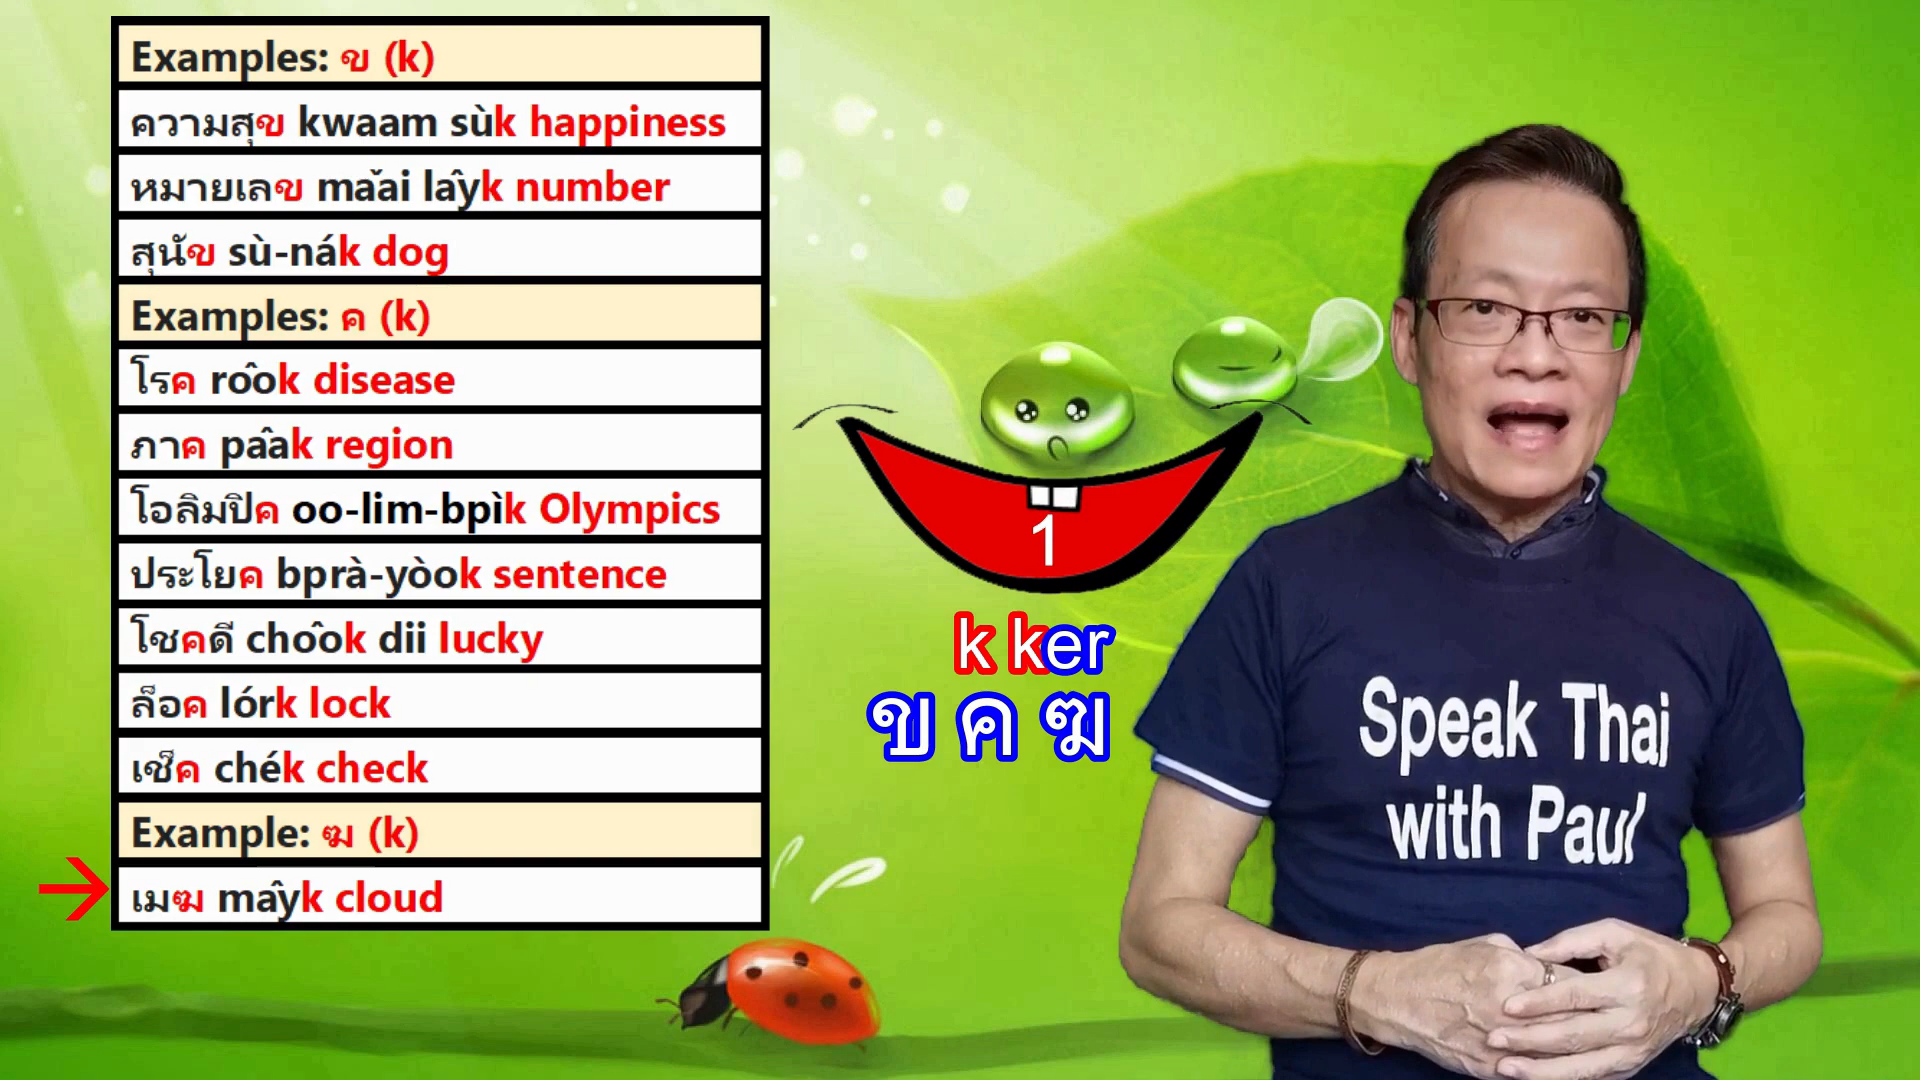 Examples: ข (k)
ความสุข kwaam sùk happiness
หมายเลข mǎai lâyk number
สุนัข sù-nák dog
Examples: ค (k)
โรค rôok disease
ภาค pâak region
โอลิมปิค oo-lim-bpìk Olympics
ประโยค bprà-yòok sentence
โชคดี chôok dii lucky
ล็อค lórk lock
เช๊ค chék check
Example: ฆ (k)
เมฆ mâyk cloud
1
k ker
ข ค ฆ
Speak Thai
with Paul